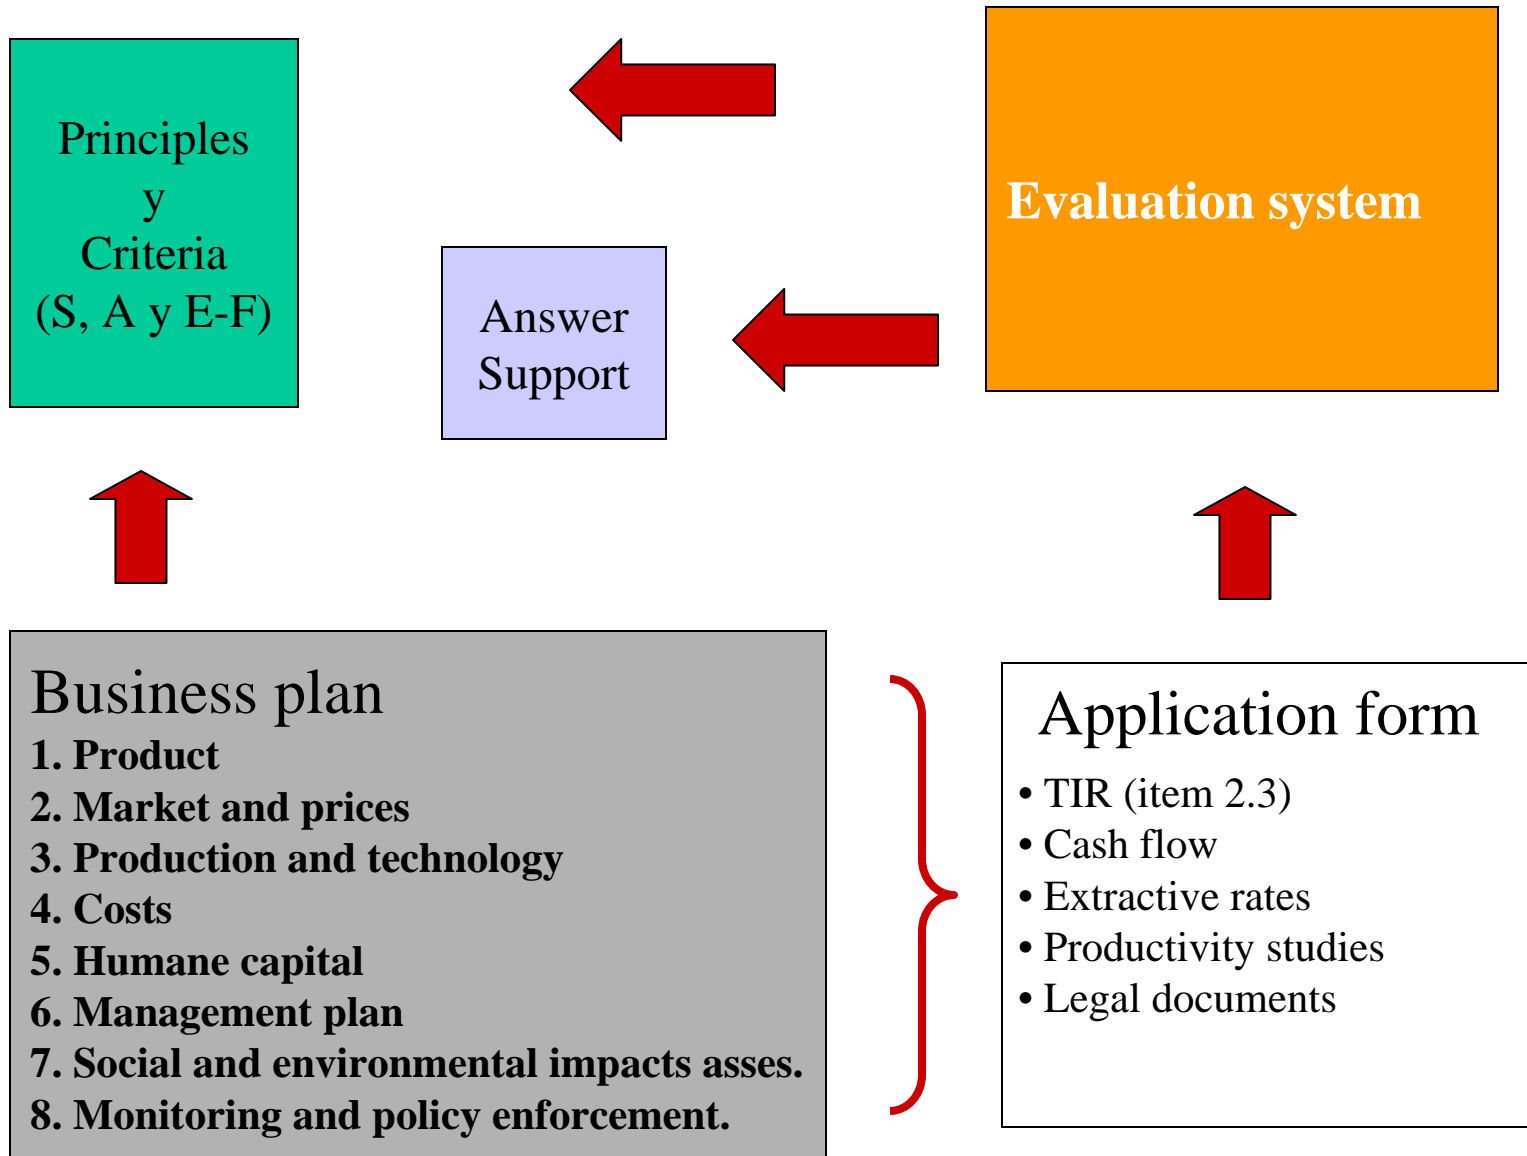 Principles
y
Criteria
(S, A y E-F)
Answer
Support
Evaluation system
Business plan
1. Product
2. Market and prices
3. Production and technology
4. Costs
5. Humane capital
6. Management plan
7. Social and environmental impacts asses.
8. Monitoring and policy enforcement.
Application form
• TIR (item 2.3)
• Cash flow
• Extractive rates
• Productivity studies
• Legal documents